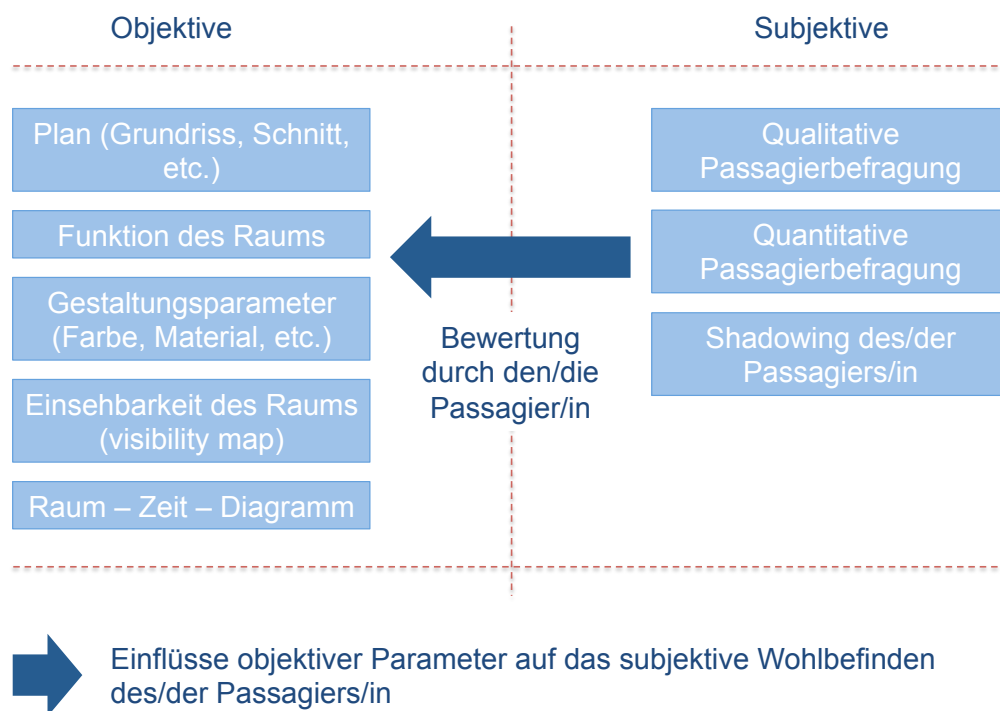 Objektive
Subjektive
Plan (Grundriss, Schnitt,
etc.)
Funktion des Raums
Gestaltungsparameter
(Farbe, Material, etc.)
Einsehbarkeit des Raums
(visibility map)
Raum – Zeit – Diagramm
Bewertung
durch den/die
Passagier/in
Qualitative
Passagierbefragung
Quantitative
Passagierbefragung
Shadowing des/der
Passagiers/in
Einflüsse objektiver Parameter auf das subjektive Wohlbefinden
des/der Passagiers/in